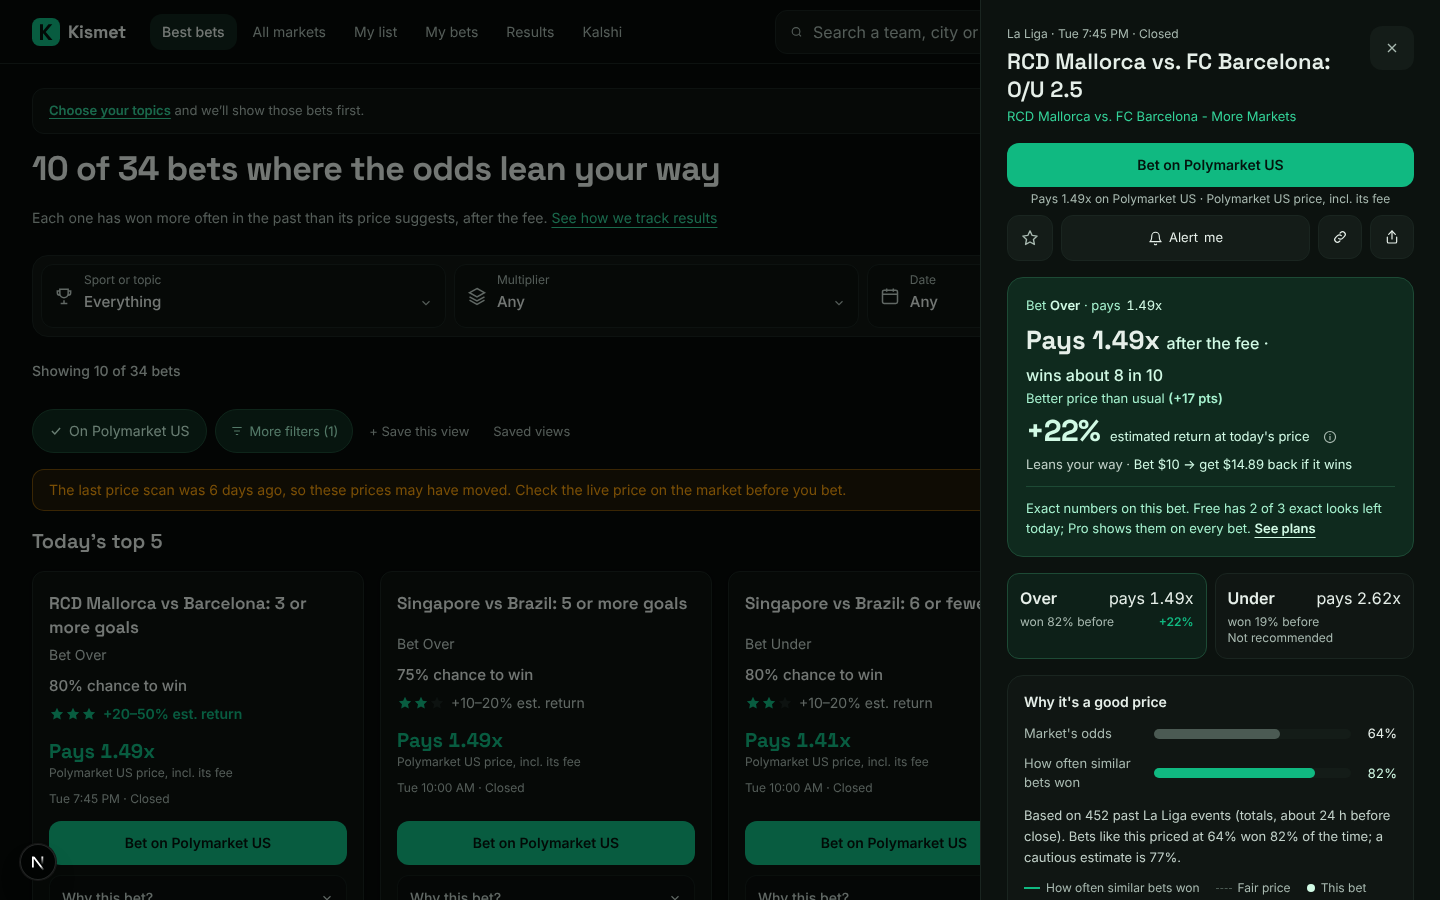 Kismet
Best bets
All markets
My list
My bets
Results
Kalshi
Search a team, city or
Choose your topics and we'll show those bets first.
10 of 34 bets where the odds lean your way
Each one has won more often in the past than its price suggests, after the fee. See how we track results
Sport or topic
Everything
Multiplier
Any
Date
Any
Showing 10 of 34 bets
On Polymarket US
More filters (1)
+ Save this view
Saved views
The last price scan was 6 days ago, so these prices may have moved. Check the live price on the market before you bet.
Today's top 5
RCD Mallorca vs Barcelona: 3 or
more goals
Bet Over
80% chance to win
+20–50% est. return
Pays 1.49x
Polymarket US price, incl. its fee
Tue 7:45 PM · Closed
Bet on Polymarket US
Why this bet?
Singapore vs Brazil: 5 or more goals
Bet Over
75% chance to win
+10–20% est. return
Pays 1.49x
Polymarket US price, incl. its fee
Tue 10:00 AM · Closed
Bet on Polymarket US
Why this bet?
Singapore vs Brazil: 6 or fewe
Bet Under
80% chance to win
+10–20% est. return
Pays 1.41x
Polymarket US price, incl. its fee
Tue 10:00 AM · Closed
Bet on Polymarket US
Why this bet?
La Liga · Tue 7:45 PM · Closed
RCD Mallorca vs. FC Barcelona:
O/U 2.5
RCD Mallorca vs. FC Barcelona - More Markets
Bet on Polymarket US
Pays 1.49x on Polymarket US · Polymarket US price, incl. its fee
Alert me
Bet Over · pays 1.49x
Pays 1.49x after the fee ·
wins about 8 in 10
Better price than usual (+17 pts)
+22% estimated return at today's price
Leans your way · Bet $10 → get $14.89 back if it wins
Exact numbers on this bet. Free has 2 of 3 exact looks left
today; Pro shows them on every bet. See plans
Over pays 1.49x
won 82% before +22%
Under pays 2.62x
won 19% before
Not recommended
Why it's a good price
Market's odds 64%
How often similar
bets won 82%
Based on 452 past La Liga events (totals, about 24 h before
close). Bets like this priced at 64% won 82% of the time; a
cautious estimate is 77%.
How often similar bets won
Fair price
This bet